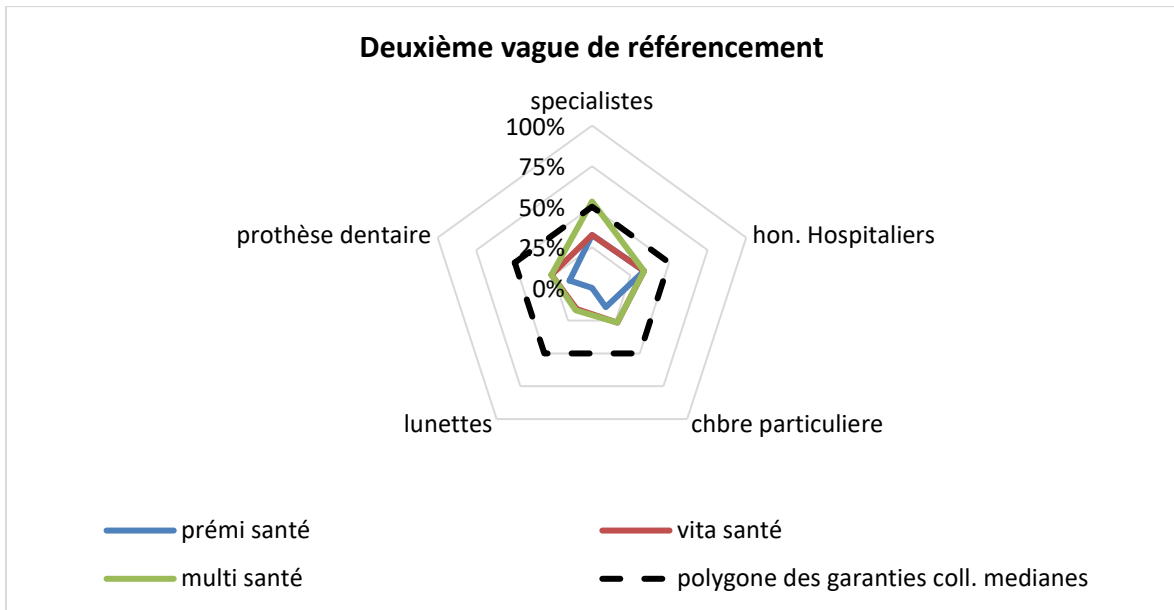 Deuxième vague de référencement
specialistes
100%
75%
50%
25%
0%
prothèse dentaire
hon. Hospitaliers
lunettes
chbre particuliere
prémi santé
vita santé
multi santé
polygone des garanties coll. medianes